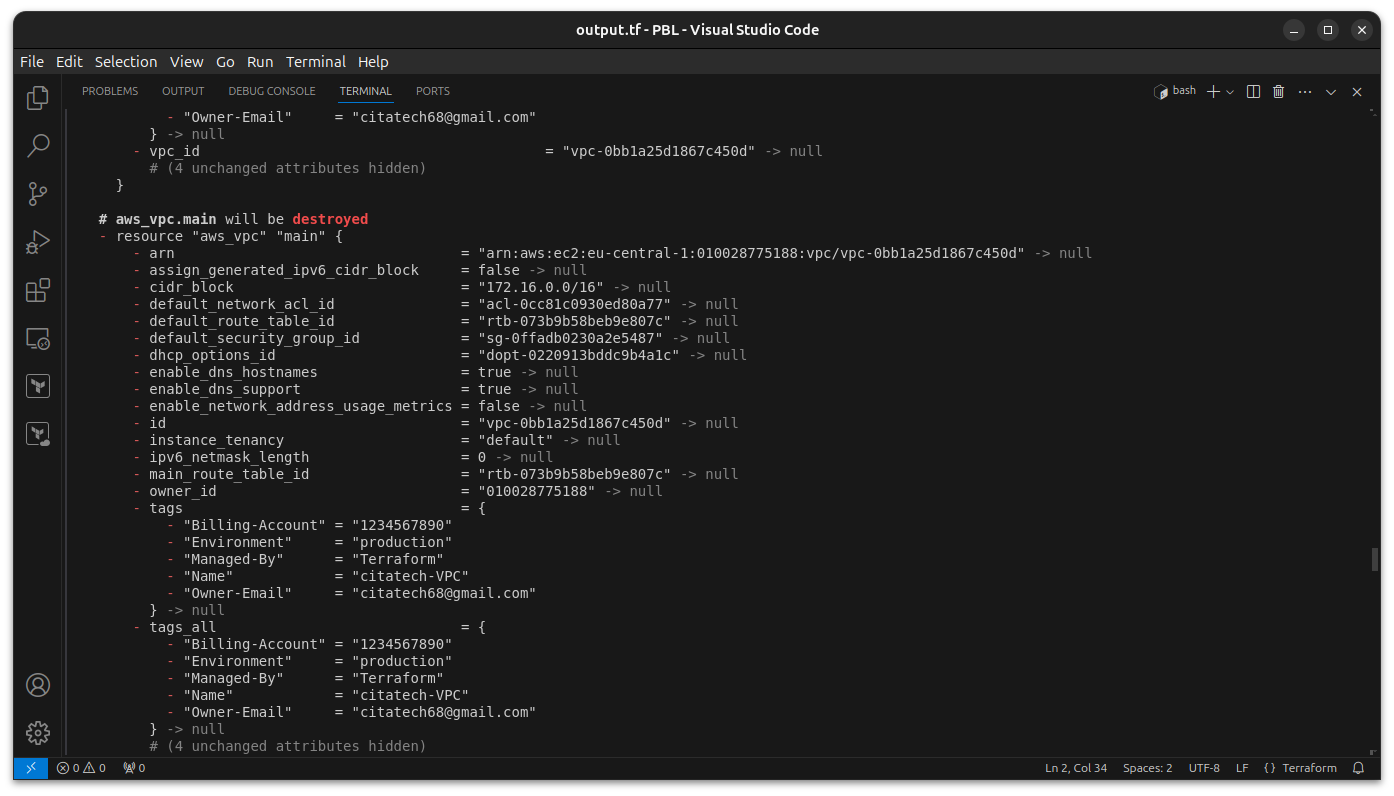 output.tf - PBL - Visual Studio Code
File Edit Selection View Go Run Terminal Help
PROBLEMS OUTPUT DEBUG CONSOLE TERMINAL PORTS bash
- "Owner-Email" = "citatech68@gmail.com"
} -> null
- vpc_id = "vpc-0bb1a25d1867c450d" -> null
# (4 unchanged attributes hidden)
}
# aws_vpc.main will be destroyed
- resource "aws_vpc" "main" {
- arn = "arn:aws:ec2:eu-central-1:010028775188:vpc/vpc-0bb1a25d1867c450d" -> null
- assign_generated_ipv6_cidr_block = false -> null
- cidr_block = "172.16.0.0/16" -> null
- default_network_acl_id = "acl-0cc81c0930ed80a77" -> null
- default_route_table_id = "rtb-073b9b58beb9e807c" -> null
- default_security_group_id = "sg-0ffadb0230a2e5487" -> null
- dhcp_options_id = "dopt-0220913bddc9b4a1c" -> null
- enable_dns_hostnames = true -> null
- enable_dns_support = true -> null
- enable_network_address_usage_metrics = false -> null
- id = "vpc-0bb1a25d1867c450d" -> null
- instance_tenancy = "default" -> null
- ipv6_netmask_length = 0 -> null
- main_route_table_id = "rtb-073b9b58beb9e807c" -> null
- owner_id = "010028775188" -> null
- tags = {
- "Billing-Account" = "1234567890"
- "Environment" = "production"
- "Managed-By" = "Terraform"
- "Name" = "citatech-VPC"
- "Owner-Email" = "citatech68@gmail.com"
} -> null
- tags_all = {
- "Billing-Account" = "1234567890"
- "Environment" = "production"
- "Managed-By" = "Terraform"
- "Name" = "citatech-VPC"
- "Owner-Email" = "citatech68@gmail.com"
} -> null
# (4 unchanged attributes hidden)
0 0 0 Ln 2, Col 34 Spaces: 2 UTF-8 LF {} Terraform